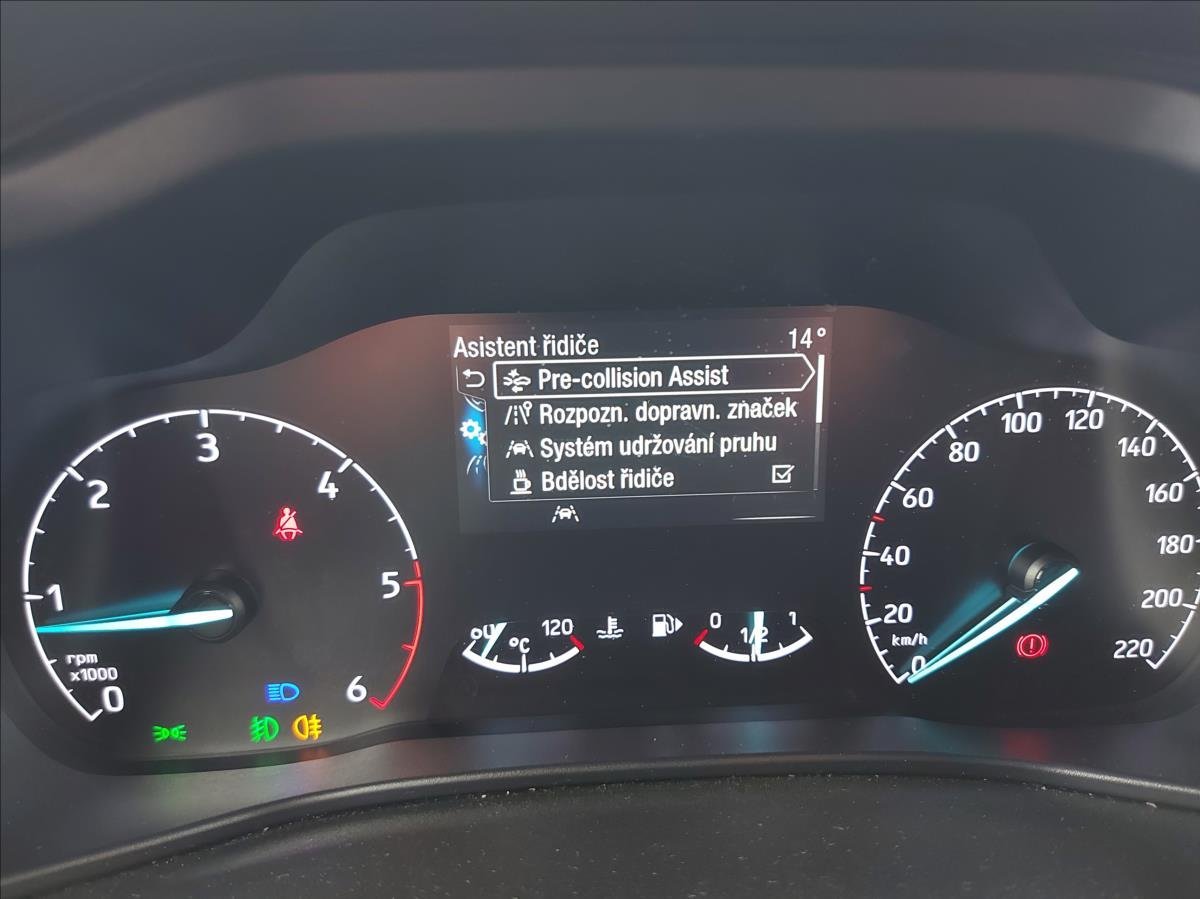 Asistent řidiče 14°
Pre-collision Assist
Rozpozn. dopravn. značek
Systém udržování pruhu
Bdělost řidiče
0 1 2 3 4 5 6
rpm
x1000
°C 120
0 1/2 1
0 20 40 60 80 100 120 140 160 180 200 220
km/h